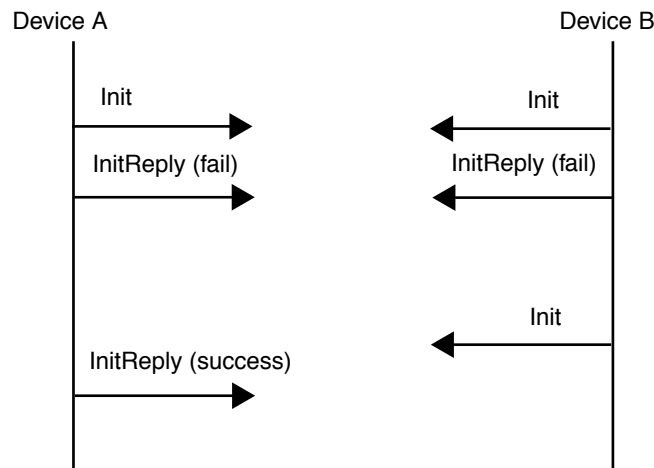 Device A
Device B
Init
Init
InitReply (fail)
InitReply (fail)
Init
InitReply (success)